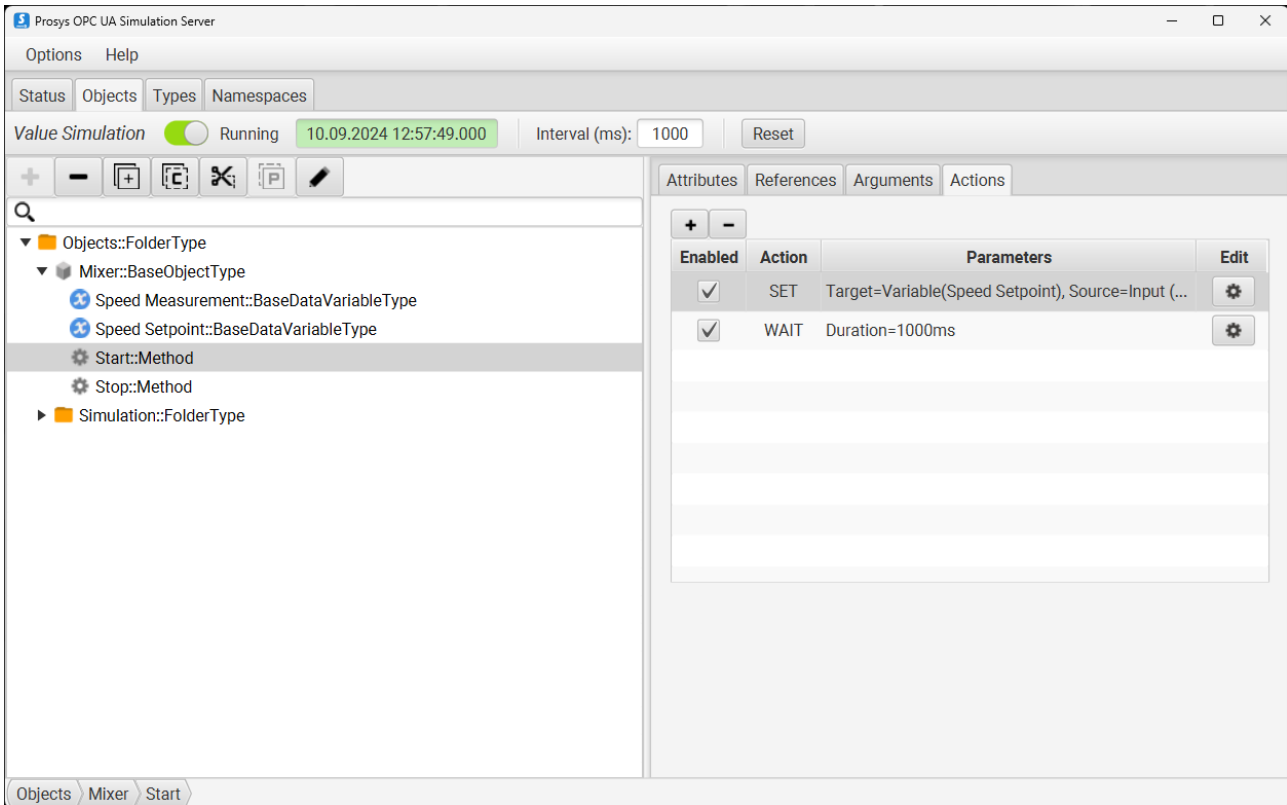 Prosys OPC UA Simulation Server
Options Help
Status Objects Types Namespaces
Value Simulation Running 10.09.2024 12:57:49.000 Interval (ms): 1000 Reset
Attributes References Arguments Actions
Objects::FolderType
Mixer::BaseObjectType
Speed Measurement::BaseDataVariableType
Speed Setpoint::BaseDataVariableType
Start::Method
Stop::Method
Simulation::FolderType
Enabled Action Parameters Edit
SET Target=Variable(Speed Setpoint), Source=Input (...
WAIT Duration=1000ms
Objects Mixer Start